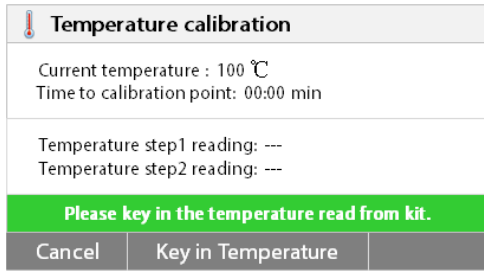 Temperature calibration
Current temperature : 100 ℃
Time to calibration point: 00:00 min
Temperature step1 reading: ---
Temperature step2 reading: ---
Please key in the temperature read from kit.
Cancel Key in Temperature